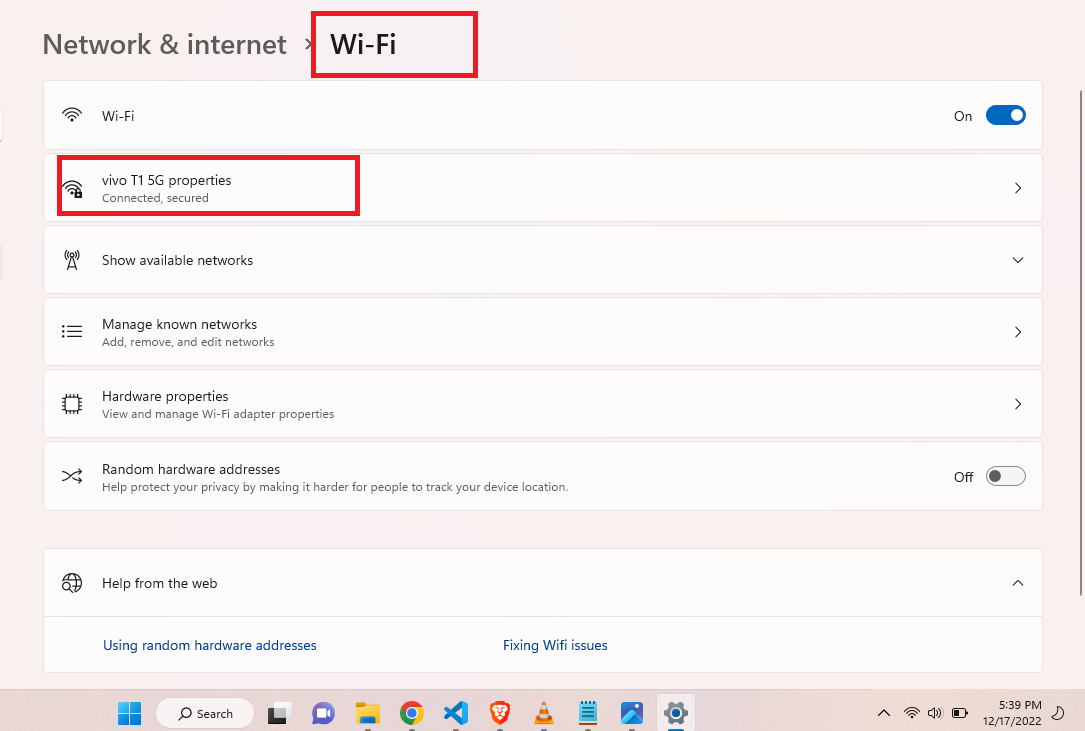 Network & internet › Wi-Fi
Wi-Fi
On
vivo T1 5G properties
Connected, secured
Show available networks
Manage known networks
Add, remove, and edit networks
Hardware properties
View and manage Wi-Fi adapter properties
Random hardware addresses
Help protect your privacy by making it harder for people to track your device location.
Off
Help from the web
Using random hardware addresses
Fixing Wifi issues
Search
5:39 PM
12/17/2022